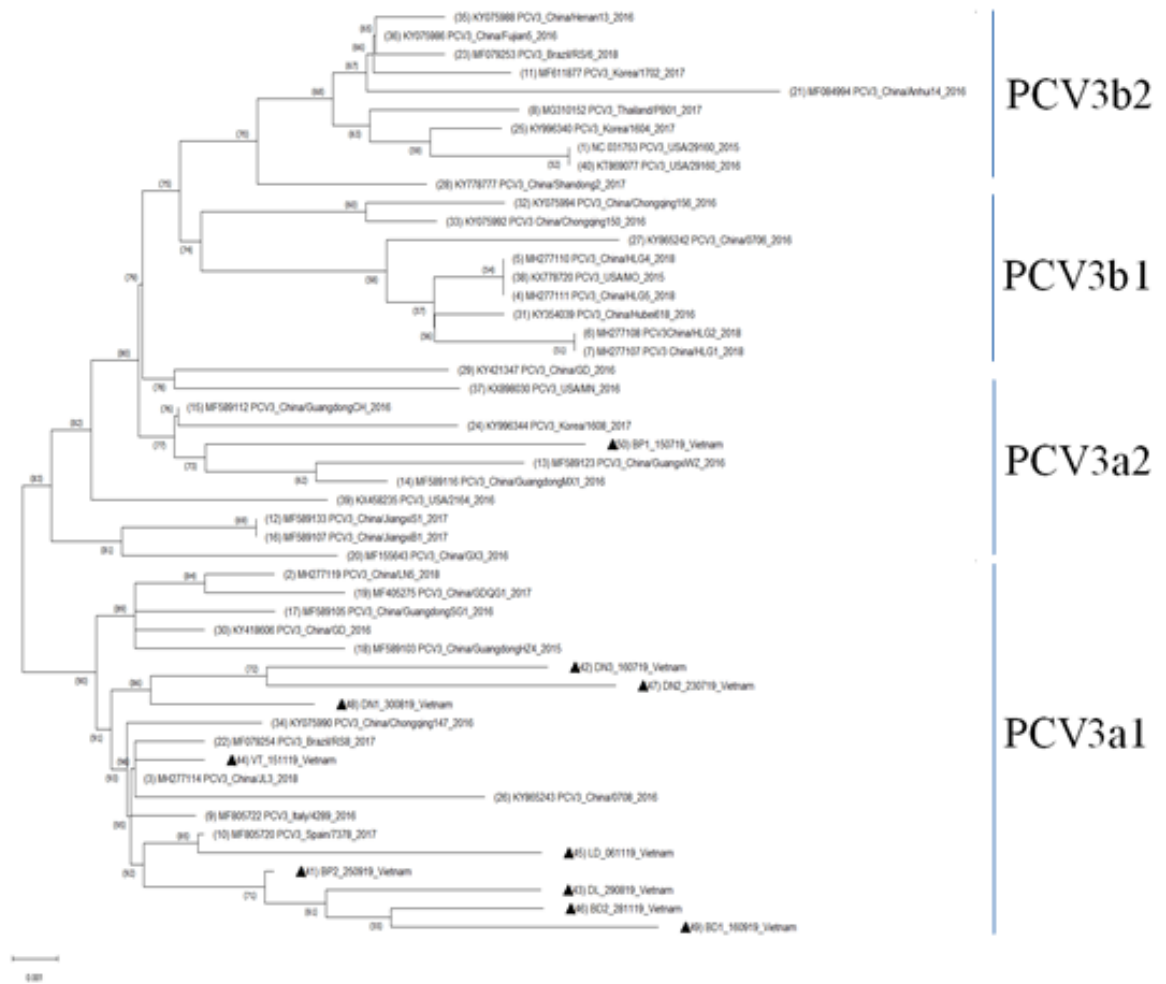 (35) KY075988 PCV3_China/Henan13_2016
(36) KY075986 PCV3_China/Fujian5_2016
(23) MF079253 PCV3_Brazil/RS/6_2018
(11) MF611877 PCV3_Korea/1702_2017
(21) MF084994 PCV3_China/Anhui14_2016
(8) MG310152 PCV3_Thailand/PB01_2017
(25) KY996340 PCV3_Korea/1604_2017
(1) NC 031753 PCV3_USA/29160_2015
(40) KT869077 PCV3_USA/29160_2016
(28) KY778777 PCV3_China/Shandong2_2017
PCV3b2
(32) KY075994 PCV3_China/Chongqing156_2016
(33) KY075992 PCV3 China/Chongqing150_2016
(27) KY865242 PCV3_China/0706_2016
(5) MH277110 PCV3_China/HLG4_2018
(38) KX778720 PCV3_USA/MO_2015
(4) MH277111 PCV3_China/HLG5_2018
(31) KY354039 PCV3_China/Hubei618_2016
(6) MH277108 PCV3China/HLG2_2018
(7) MH277107 PCV3 China/HLG1_2018
PCV3b1
(29) KY421347 PCV3_China/GD_2016
(37) KX898030 PCV3_USA/MN_2016
(15) MF589112 PCV3_China/GuangdongCH_2016
(24) KY996344 PCV3_Korea/1608_2017
50) BP1_150719_Vietnam
(13) MF589123 PCV3_China/GuangxiWZ_2016
(14) MF589116 PCV3_China/GuangdongMX1_2016
(39) KX458235 PCV3_USA/2164_2016
(12) MF589133 PCV3_China/JiangxiS1_2017
(16) MF589107 PCV3_China/JiangxiB1_2017
(20) MF155643 PCV3_China/GX3_2016
PCV3a2
(2) MH277119 PCV3_China/LN5_2018
(19) MF405275 PCV3_China/GDQG1_2017
(17) MF589105 PCV3_China/GuangdongSG1_2016
(30) KY418606 PCV3_China/GD_2016
(18) MF589103 PCV3_China/GuangdongHZ4_2015
42) DN3_160719_Vietnam
47) DN2_230719_Vietnam
48) DN1_300819_Vietnam
(34) KY075990 PCV3_China/Chongqing147_2016
(22) MF079254 PCV3_Brazil/RS8_2017
44) VT_151119_Vietnam
(3) MH277114 PCV3_China/JL3_2018
(26) KY865243 PCV3_China/0708_2016
(9) MF805722 PCV3_Italy/4289_2016
(10) MF805720 PCV3_Spain/7378_2017
45) LD_061119_Vietnam
41) BP2_250919_Vietnam
43) DL_290819_Vietnam
46) BD2_281119_Vietnam
49) BD1_160919_Vietnam
PCV3a1
0.001